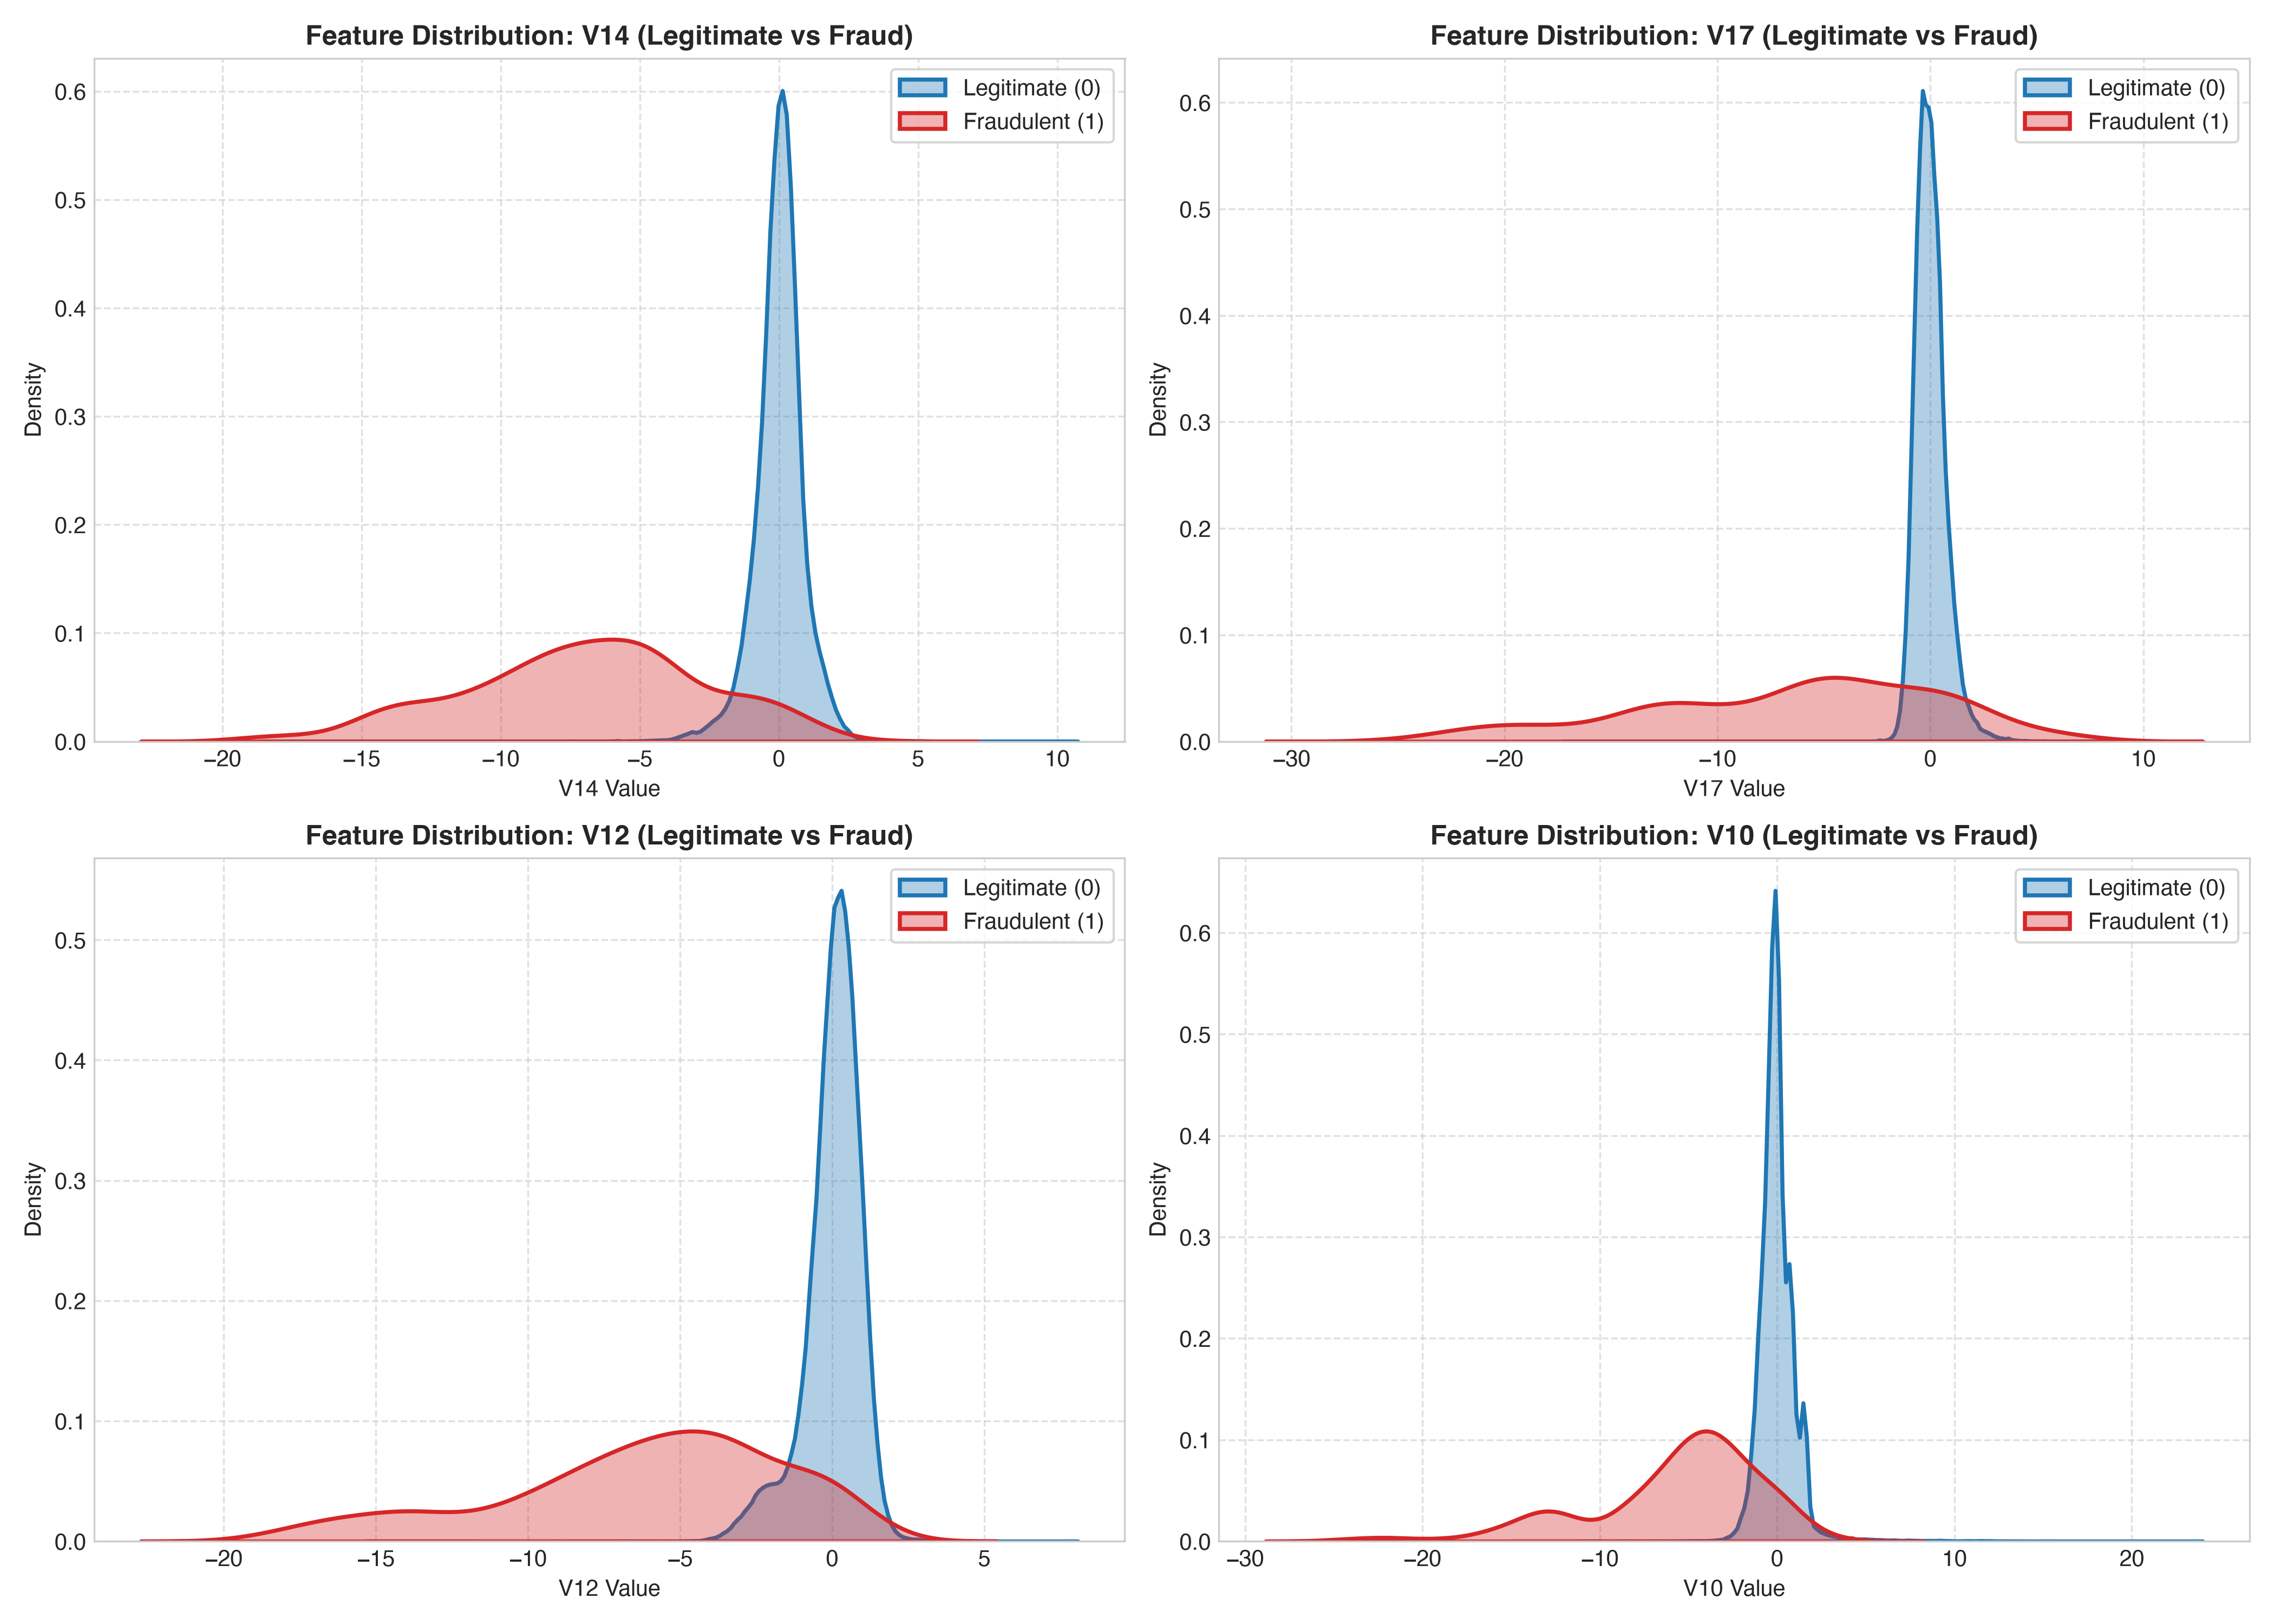 Feature Distribution: V14 (Legitimate vs Fraud)
Legitimate (0)
Fraudulent (1)
Density
0.6
0.5
0.4
0.3
0.2
0.1
0.0
−20 −15 −10 −5 0 5 10
V14 Value
Feature Distribution: V17 (Legitimate vs Fraud)
Legitimate (0)
Fraudulent (1)
Density
0.6
0.5
0.4
0.3
0.2
0.1
0.0
−30 −20 −10 0 10
V17 Value
Feature Distribution: V12 (Legitimate vs Fraud)
Legitimate (0)
Fraudulent (1)
Density
0.5
0.4
0.3
0.2
0.1
0.0
−20 −15 −10 −5 0 5
V12 Value
Feature Distribution: V10 (Legitimate vs Fraud)
Legitimate (0)
Fraudulent (1)
Density
0.6
0.5
0.4
0.3
0.2
0.1
0.0
−30 −20 −10 0 10 20
V10 Value